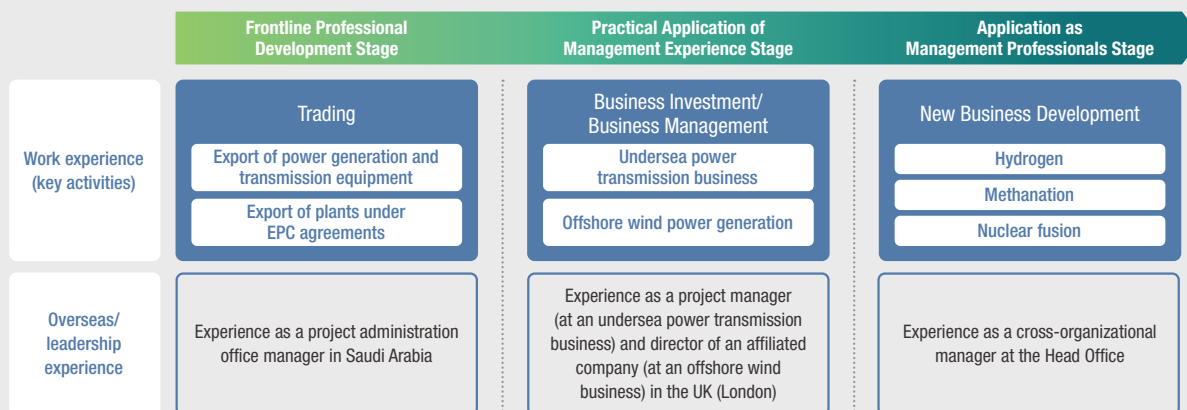 Frontline Professional
Development Stage
Practical Application of
Management Experience Stage
Application as
Management Professionals Stage
Work experience
(key activities)
Trading
Export of power generation and
transmission equipment
Export of plants under
EPC agreements
Business Investment/
Business Management
Undersea power
transmission business
Offshore wind power generation
New Business Development
Hydrogen
Methanation
Nuclear fusion
Overseas/
leadership
experience
Experience as a project administration
office manager in Saudi Arabia
Experience as a project manager
(at an undersea power transmission
business) and director of an affiliated
company (at an offshore wind
business) in the UK (London)
Experience as a cross-organizational
manager at the Head Office